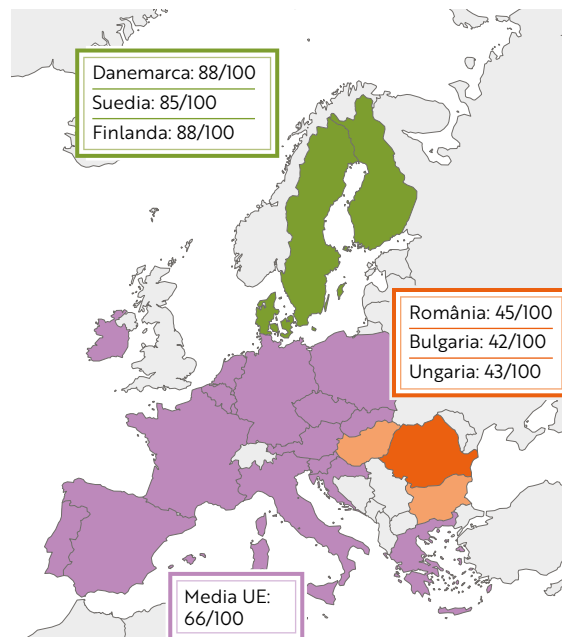 Danemarca: 88/100
Suedia: 85/100
Finlanda: 88/100
România: 45/100
Bulgaria: 42/100
Ungaria: 43/100
Media UE:
66/100